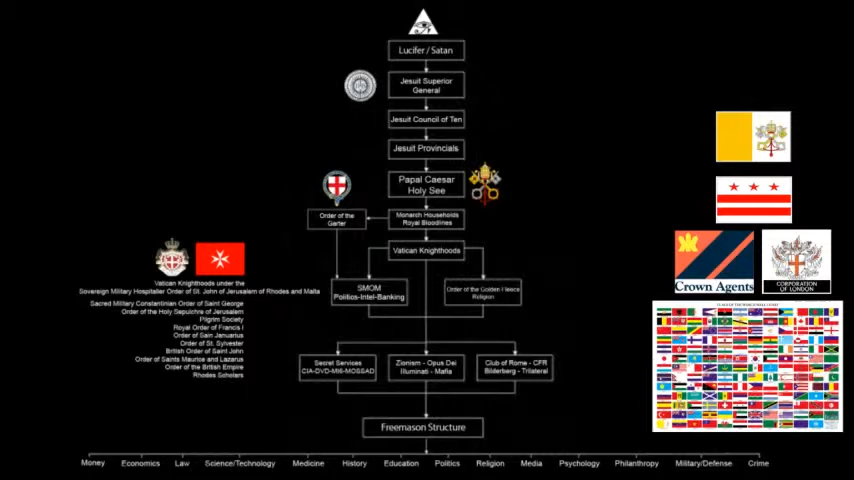 Lucifer / Satan
Jesuit Superior
General
Jesuit Council of Ten
Jesuit Provincials
Papal Caesar
Holy See
Order of the
Garter
Monarch Households
Royal Bloodlines
Vatican Knighthoods
SMOM
Politics-Intel-Banking
Order of the Golden Fleece
Religion
Vatican Knighthoods under the
Sovereign Military Hospitaller Order of St. John of Jerusalem of Rhodes and Malta
Sacred Military Constantinian Order of Saint George
Order of the Holy Sepulchre of Jerusalem
Pilgrim Society
Royal Order of Francis I
Order of Sain Januarius
Order of St. Sylvester
British Order of Saint John
Order of Saints Maurice and Lazarus
Order of the British Empire
Rhodes Scholars
Crown Agents
CORPORATION
OF LONDON
Secret Services
CIA-DVD-MI6-MOSSAD
Zionism - Opus Dei
Illuminati - Mafia
Club of Rome - CFR
Bilderberg - Trilateral
Freemason Structure
Money Economics Law Science/Technology Medicine History Education Politics Religion Media Psychology Philanthropy Military/Defense Crime